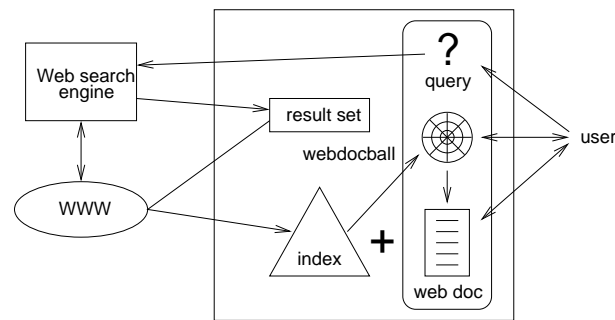 ?
query
Web search
engine
result set
webdocball
user
WWW
index
+
web doc